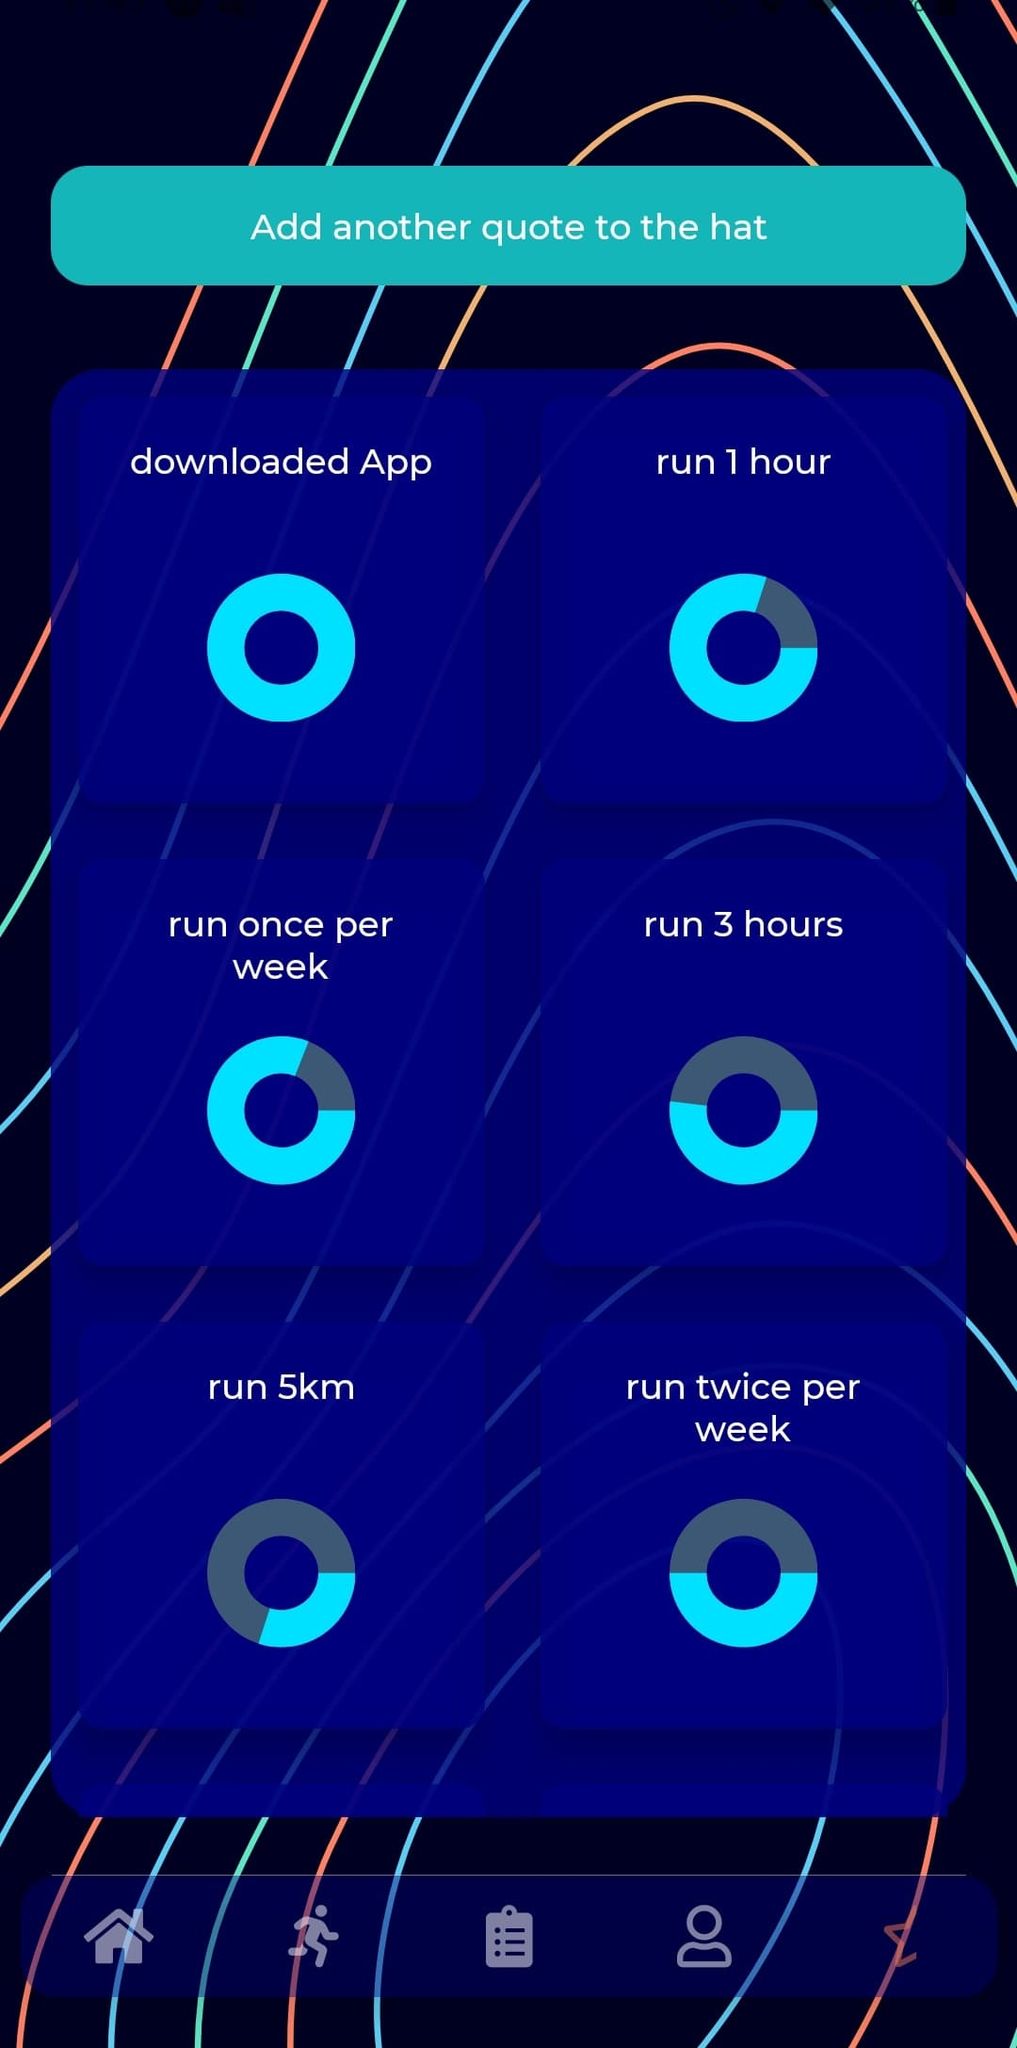 Add another quote to the hat
downloaded App
run 1 hour
run once per
week
run 3 hours
run 5km
run twice per
week